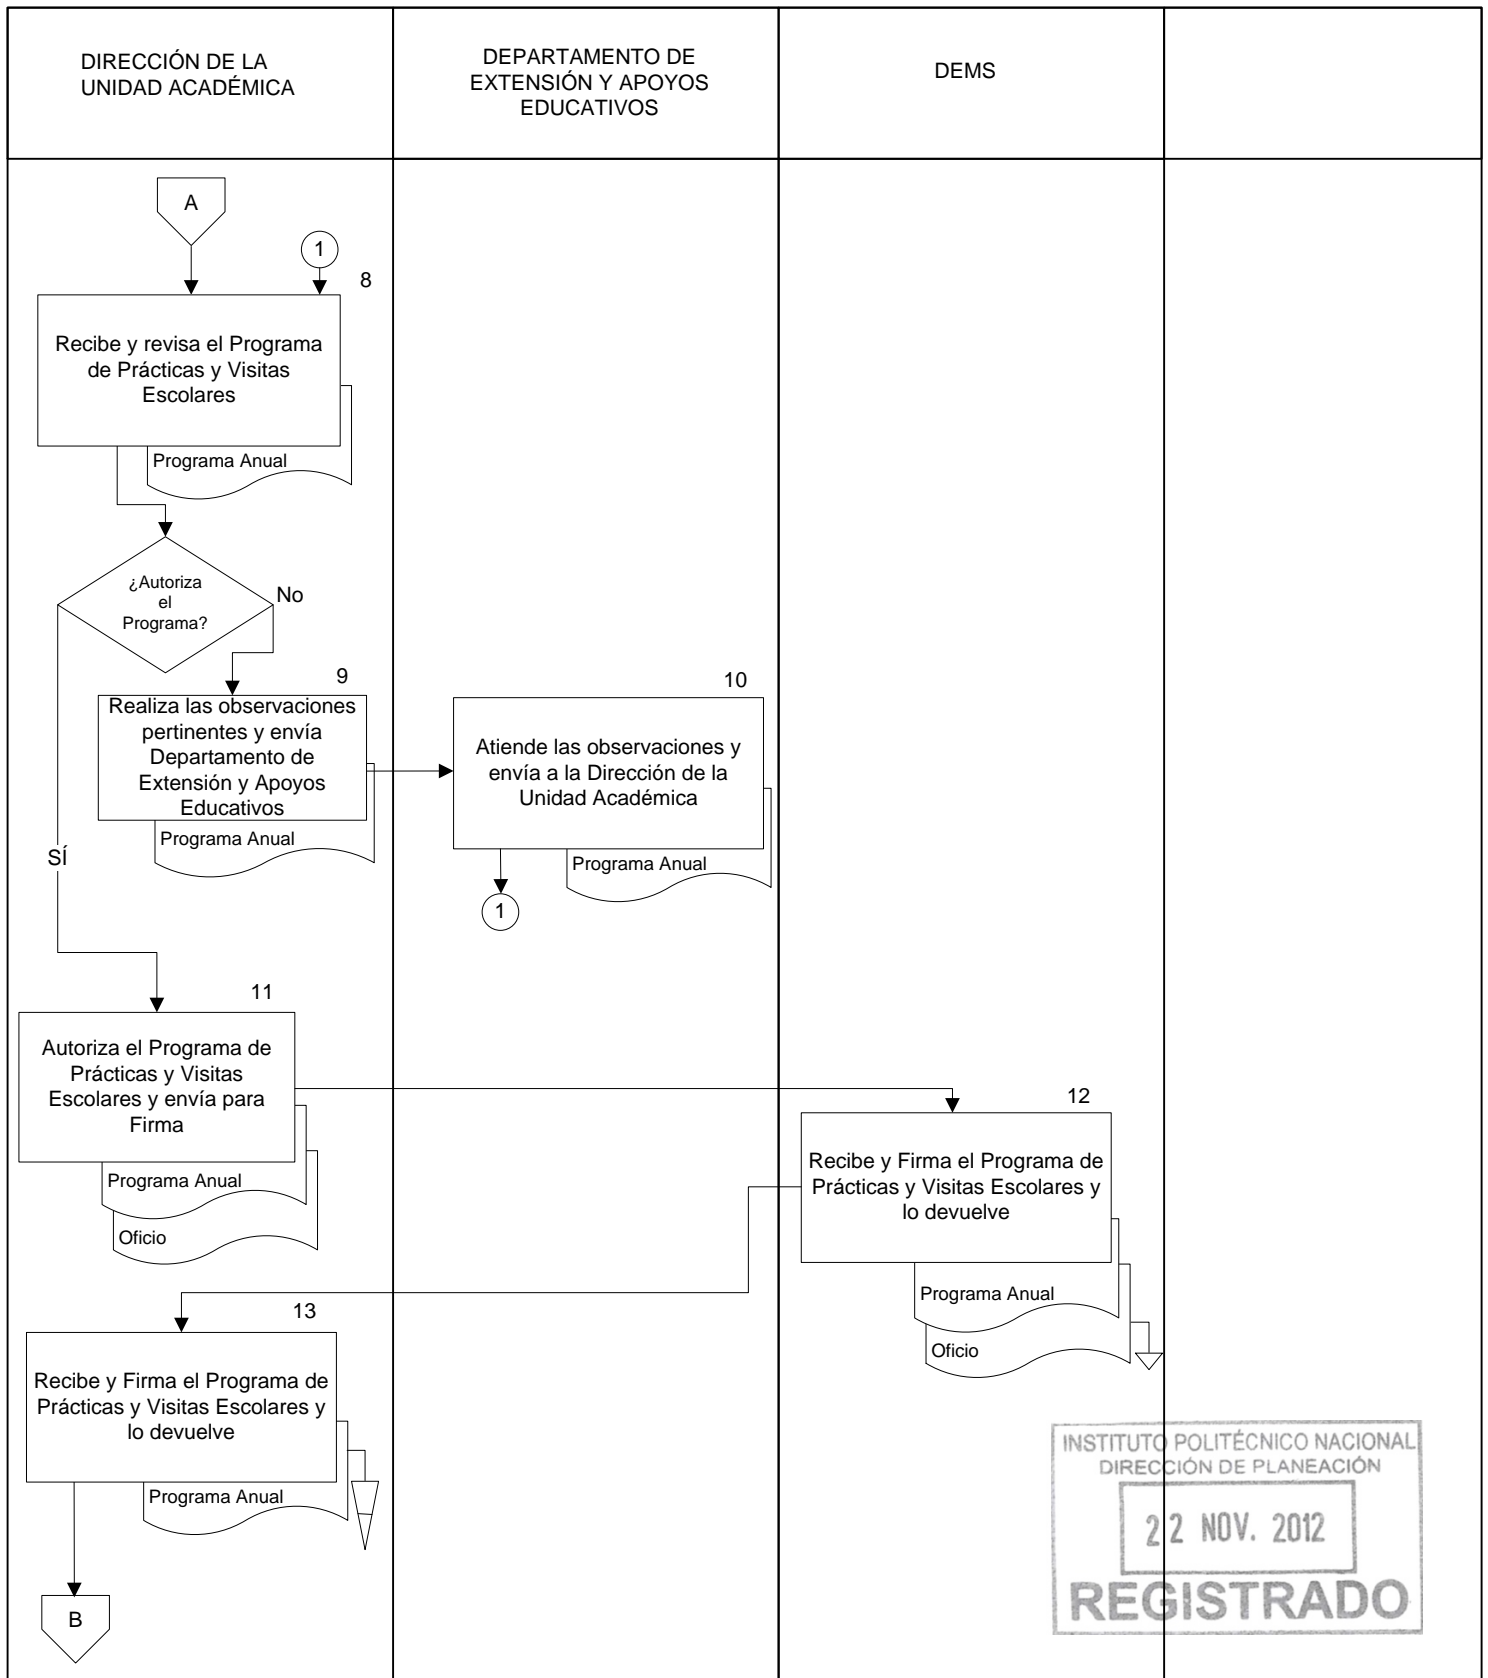 DIRECCIÓN DE LA
UNIDAD ACADÉMICA
DEPARTAMENTO DE
EXTENSIÓN Y APOYOS
EDUCATIVOS
DEMS
A
1
8
Recibe y revisa el Programa
de Prácticas y Visitas
Escolares
Programa Anual
¿Autoriza
el
Programa?
No
SÍ
9
Realiza las observaciones
pertinentes y envía
Departamento de
Extensión y Apoyos
Educativos
Programa Anual
10
Atiende las observaciones y
envía a la Dirección de la
Unidad Académica
Programa Anual
1
11
Autoriza el Programa de
Prácticas y Visitas
Escolares y envía para
Firma
Programa Anual
Oficio
12
Recibe y Firma el Programa de
Prácticas y Visitas Escolares y
lo devuelve
Programa Anual
Oficio
13
Recibe y Firma el Programa de
Prácticas y Visitas Escolares y
lo devuelve
Programa Anual
B
INSTITUTO POLITÉCNICO NACIONAL
DIRECCIÓN DE PLANEACIÓN
22 NOV. 2012
REGISTRADO